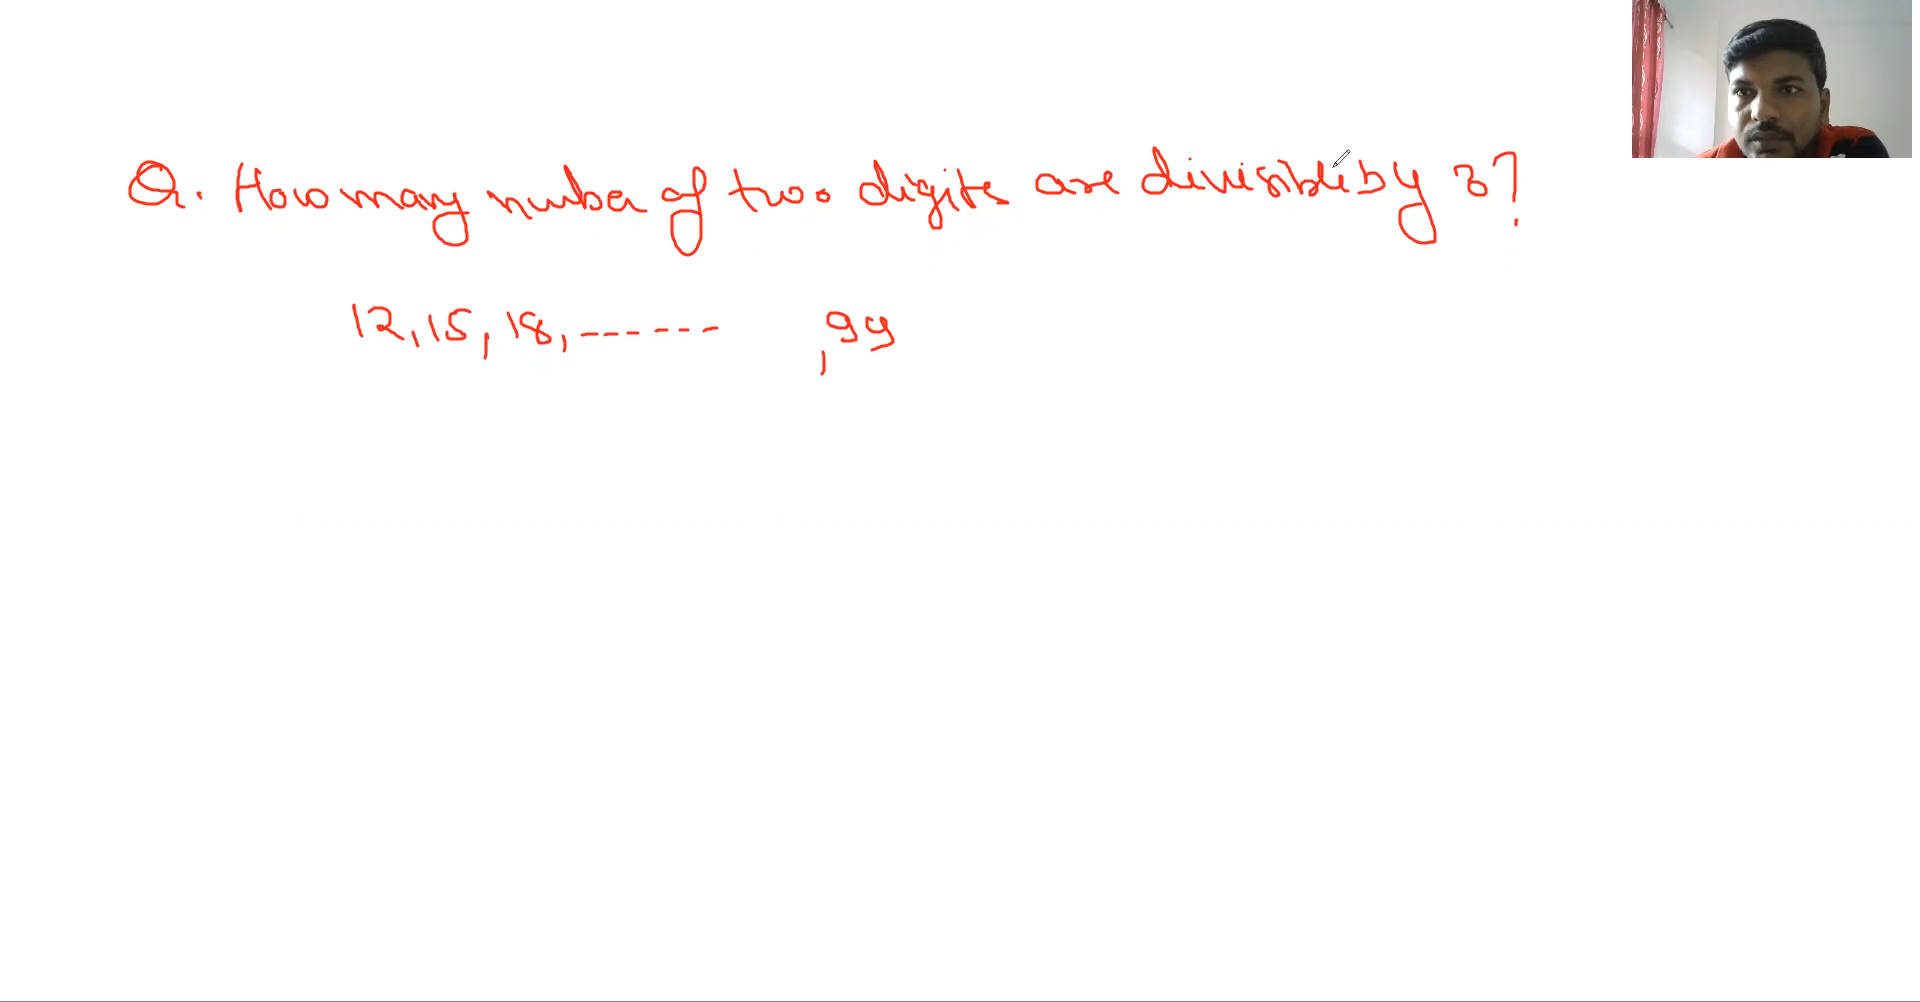 Q. How many number of two digits are divisible by 3?
12, 15, 18, ------ , 99